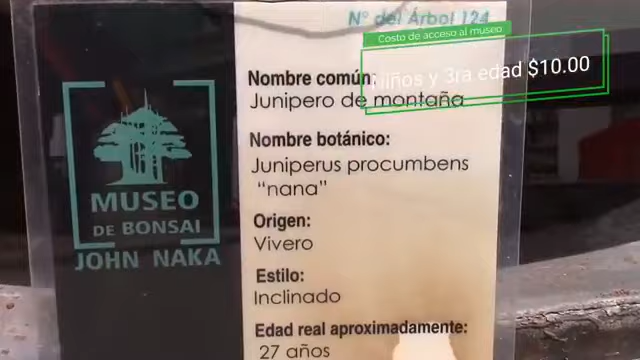 N° del Árbol 124
Costo de acceso al museo
Niños y 3ra edad $10.00
Nombre común:
Junipero de montaña
Nombre botánico:
Juniperus procumbens
“nana”
Origen:
Vivero
Estilo:
Inclinado
Edad real aproximadamente:
27 años
MUSEO
DE BONSAI
JOHN NAKA